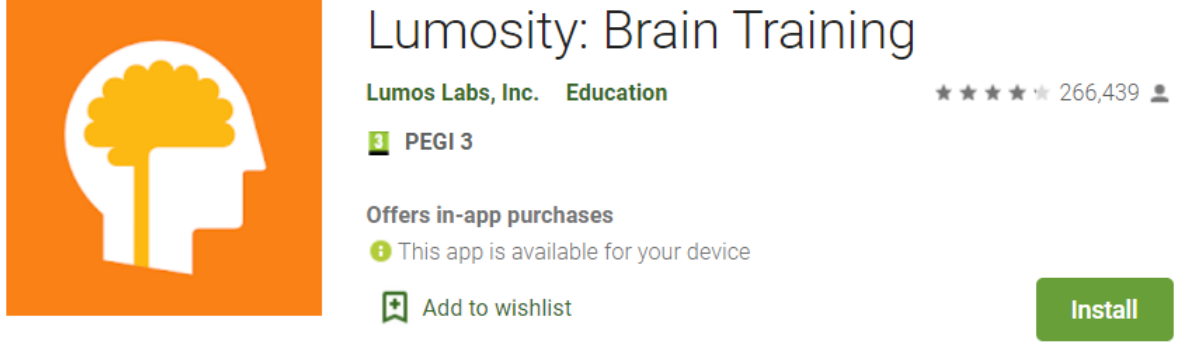 Lumosity: Brain Training
Lumos Labs, Inc. Education 266,439
3 PEGI 3
Offers in-app purchases
This app is available for your device
Add to wishlist
Install